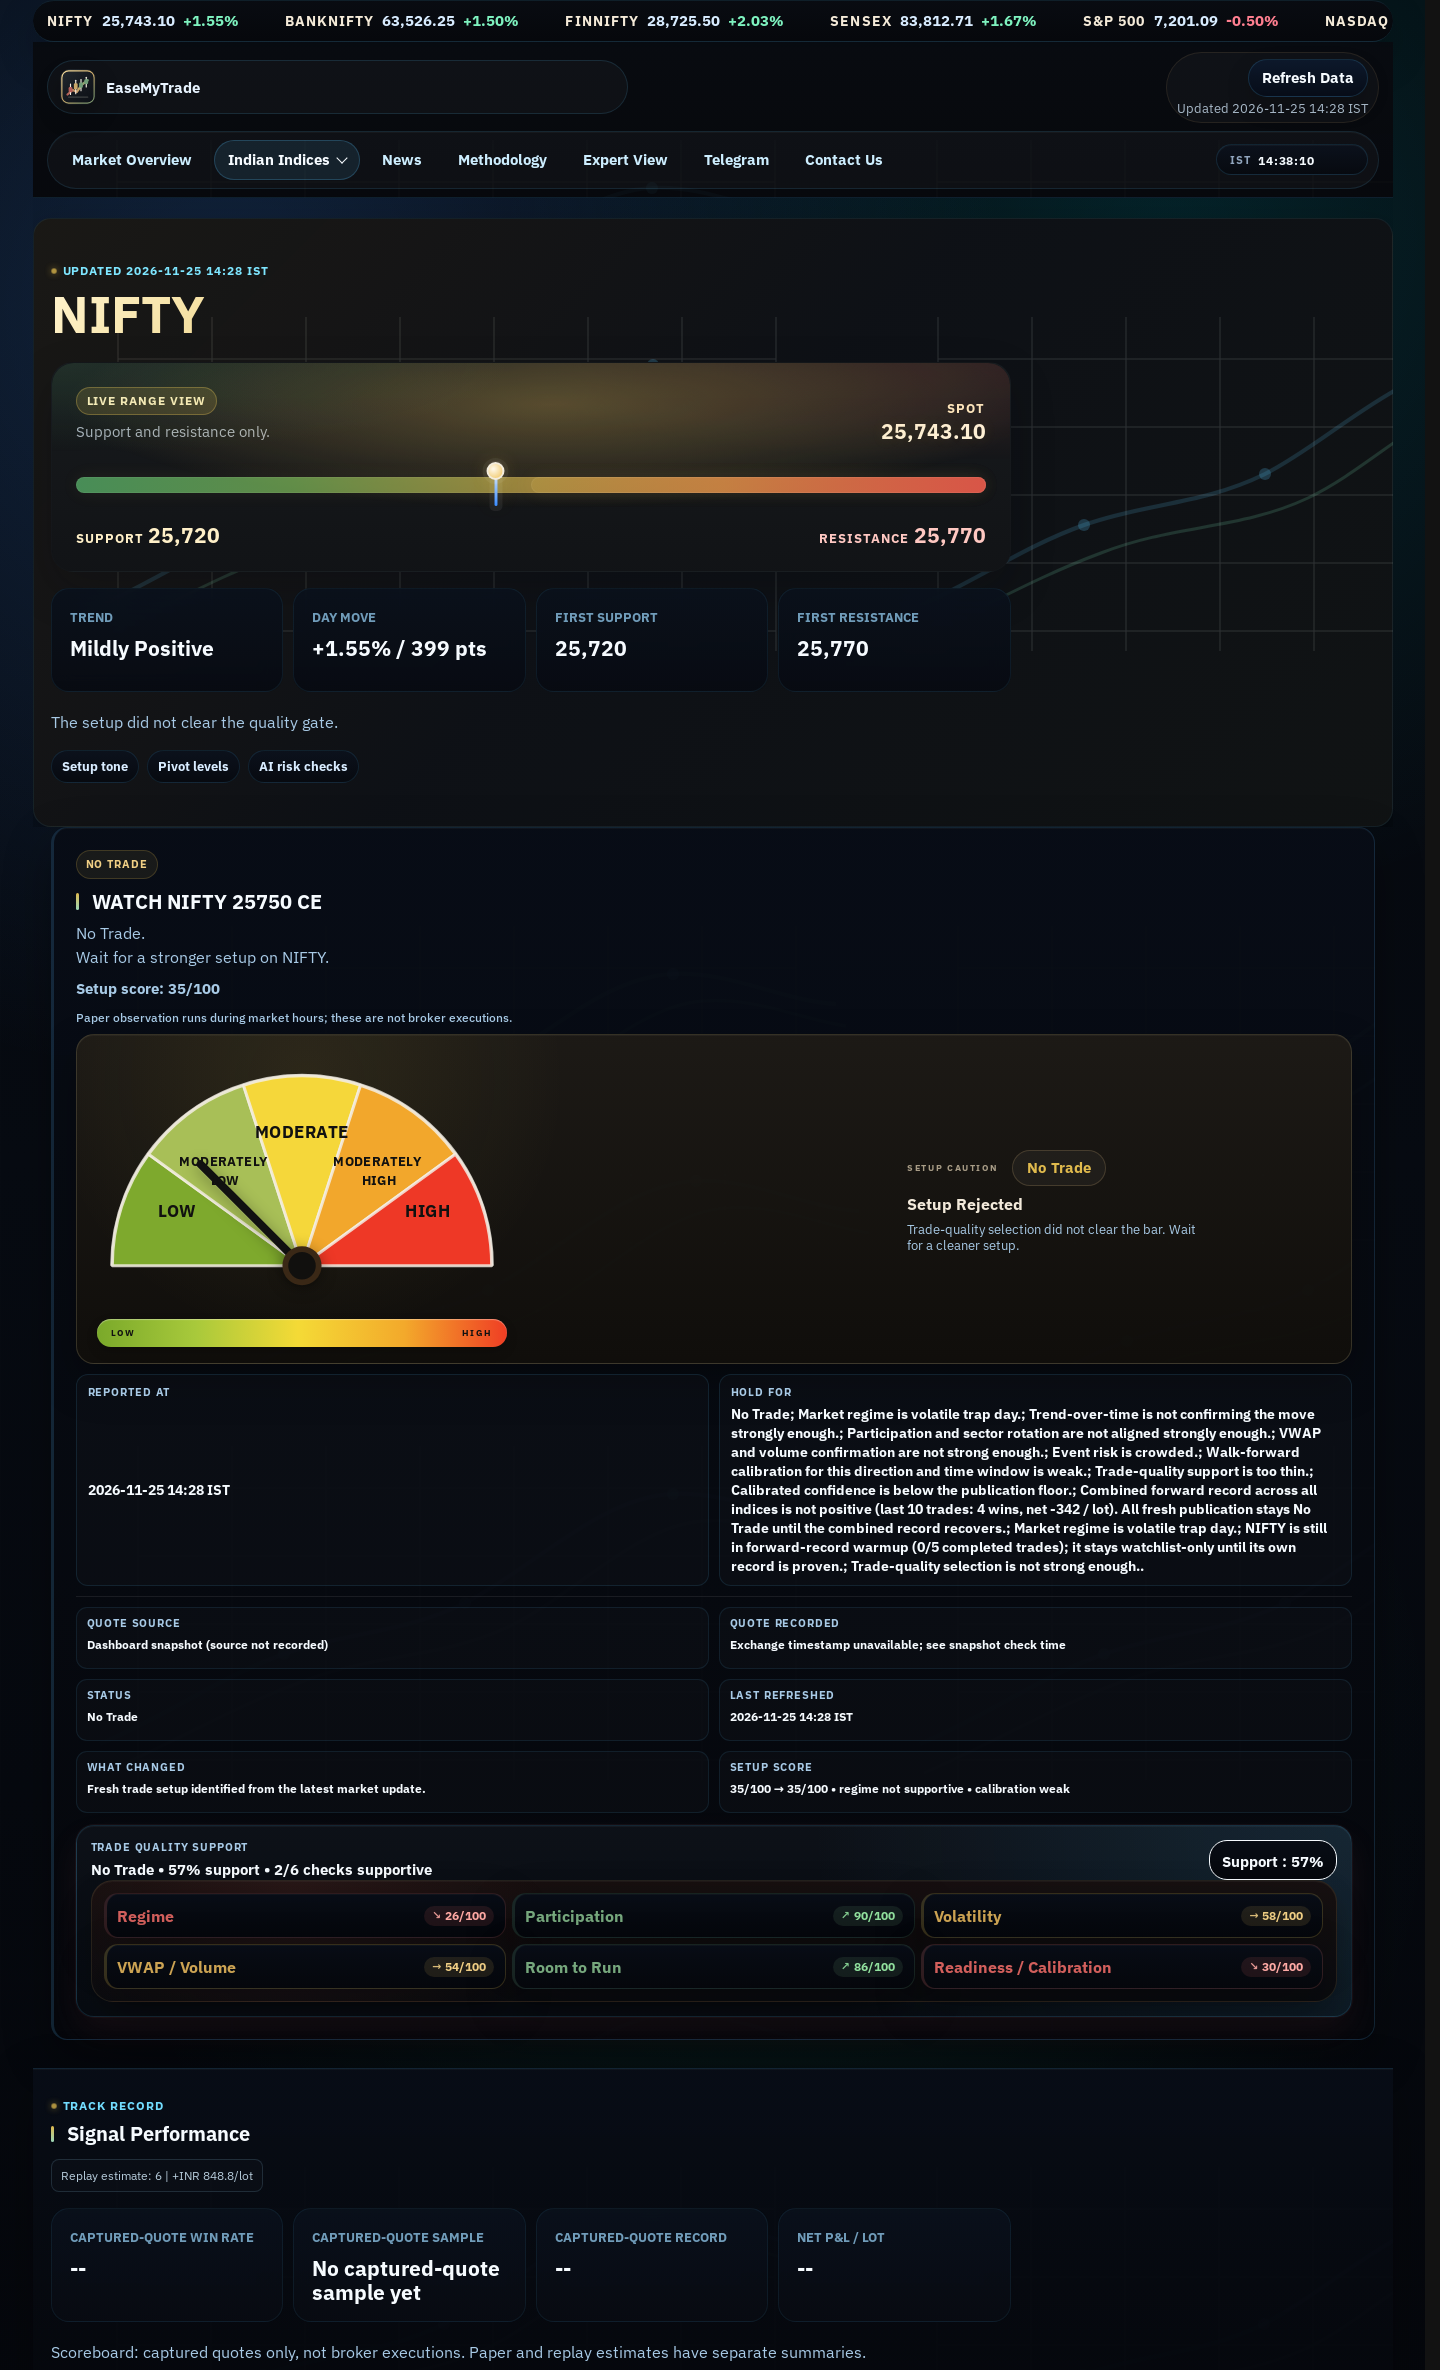 NIFTY 25,743.10 +1.55% BANKNIFTY 63,526.25 +1.50% FINNIFTY 28,725.50 +2.03% SENSEX 83,812.71 +1.67% S&P 500 7,201.09 -0.50% NASDAQ
EaseMyTrade
Refresh Data
Updated 2026-11-25 14:28 IST
Market Overview Indian Indices News Methodology Expert View Telegram Contact Us IST 14:38:10
UPDATED 2026-11-25 14:28 IST
NIFTY
LIVE RANGE VIEW
Support and resistance only.
SPOT
25,743.10
SUPPORT 25,720
RESISTANCE 25,770
TREND
Mildly Positive
DAY MOVE
+1.55% / 399 pts
FIRST SUPPORT
25,720
FIRST RESISTANCE
25,770
The setup did not clear the quality gate.
Setup tone Pivot levels AI risk checks
NO TRADE
WATCH NIFTY 25750 CE
No Trade.
Wait for a stronger setup on NIFTY.
Setup score: 35/100
Paper observation runs during market hours; these are not broker executions.
LOW
MODERATELY
LOW
MODERATE
MODERATELY
HIGH
HIGH
LOW HIGH
SETUP CAUTION No Trade
Setup Rejected
Trade-quality selection did not clear the bar. Wait
for a cleaner setup.
REPORTED AT
2026-11-25 14:28 IST
HOLD FOR
No Trade; Market regime is volatile trap day.; Trend-over-time is not confirming the move
strongly enough.; Participation and sector rotation are not aligned strongly enough.; VWAP
and volume confirmation are not strong enough.; Event risk is crowded.; Walk-forward
calibration for this direction and time window is weak.; Trade-quality support is too thin.;
Calibrated confidence is below the publication floor.; Combined forward record across all
indices is not positive (last 10 trades: 4 wins, net -342 / lot). All fresh publication stays No
Trade until the combined record recovers.; Market regime is volatile trap day.; NIFTY is still
in forward-record warmup (0/5 completed trades); it stays watchlist-only until its own
record is proven.; Trade-quality selection is not strong enough..
QUOTE SOURCE
Dashboard snapshot (source not recorded)
QUOTE RECORDED
Exchange timestamp unavailable; see snapshot check time
STATUS
No Trade
LAST REFRESHED
2026-11-25 14:28 IST
WHAT CHANGED
Fresh trade setup identified from the latest market update.
SETUP SCORE
35/100 → 35/100 • regime not supportive • calibration weak
TRADE QUALITY SUPPORT
No Trade • 57% support • 2/6 checks supportive
Support : 57%
Regime ↘ 26/100
Participation ↗ 90/100
Volatility → 58/100
VWAP / Volume → 54/100
Room to Run ↗ 86/100
Readiness / Calibration ↘ 30/100
TRACK RECORD
Signal Performance
Replay estimate: 6 | +INR 848.8/lot
CAPTURED-QUOTE WIN RATE
--
CAPTURED-QUOTE SAMPLE
No captured-quote
sample yet
CAPTURED-QUOTE RECORD
--
NET P&L / LOT
--
Scoreboard: captured quotes only, not broker executions. Paper and replay estimates have separate summaries.